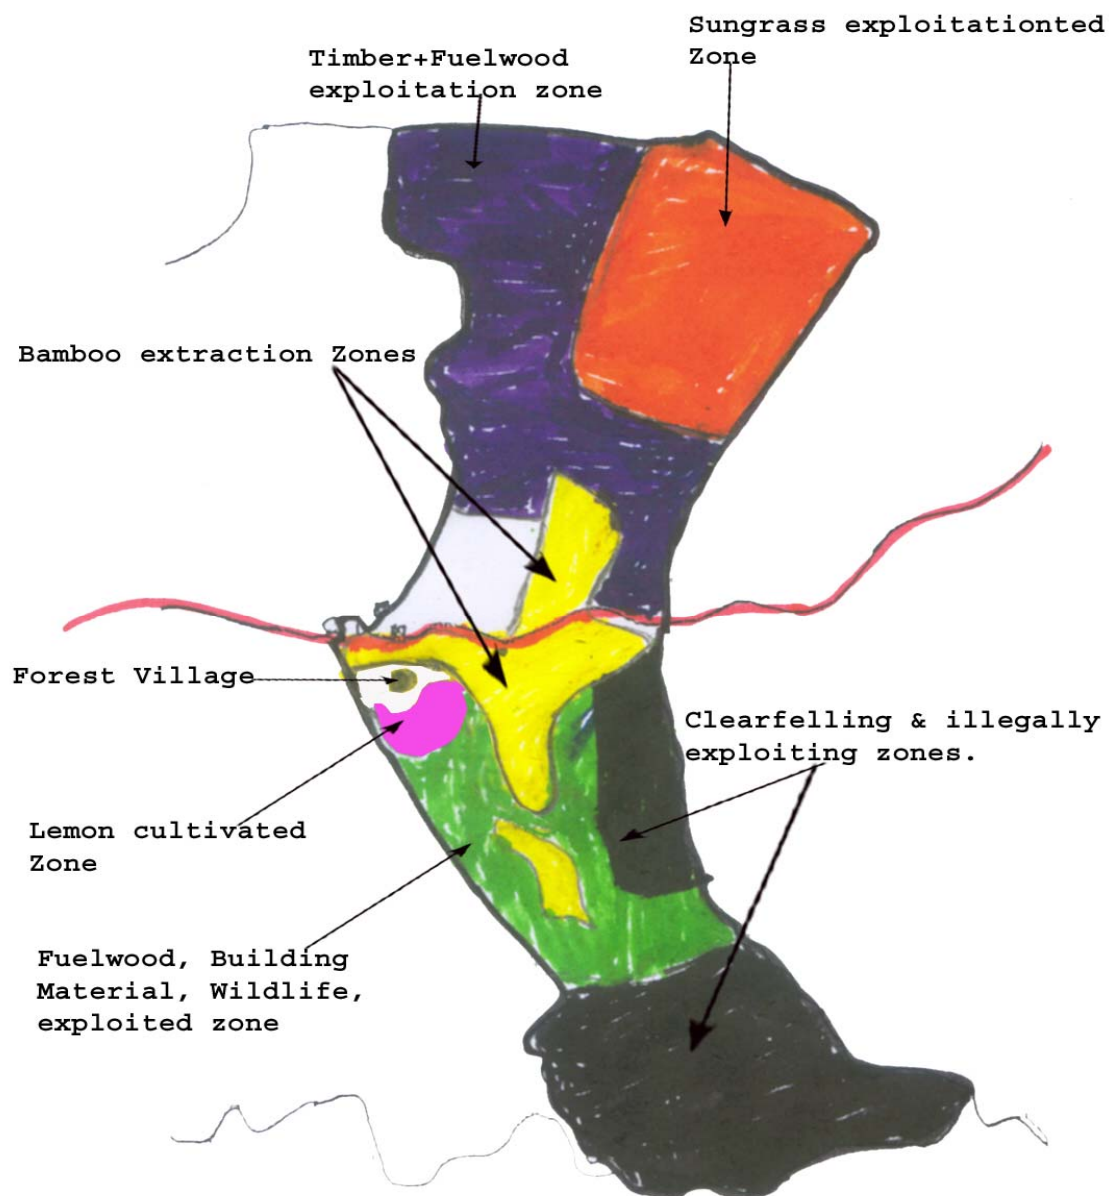 Sungrass exploitationted
Zone
Timber+Fuelwood
exploitation zone
Bamboo extraction Zones
Forest Village
Clearfelling & illegally
exploiting zones.
Lemon cultivated
Zone
Fuelwood, Building
Material, Wildlife,
exploited zone